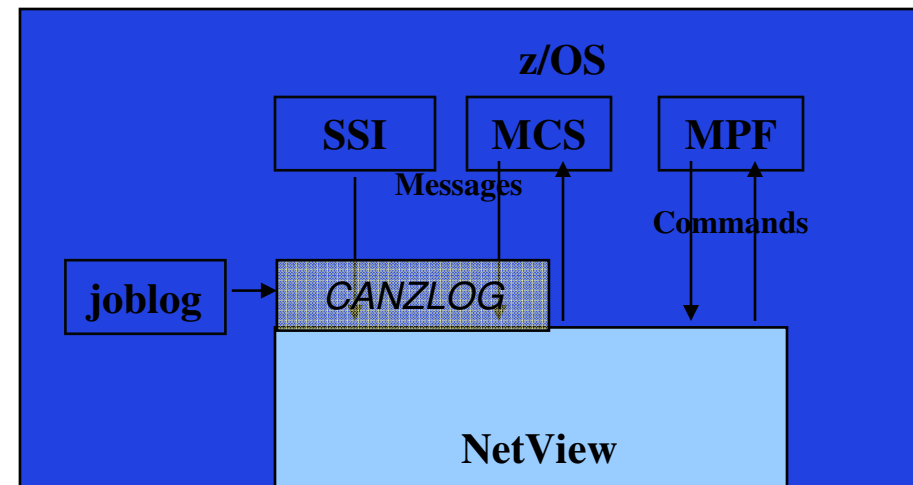 z/OS
SSI
MCS
MPF
Messages
Commands
joblog
CANZLOG
NetView